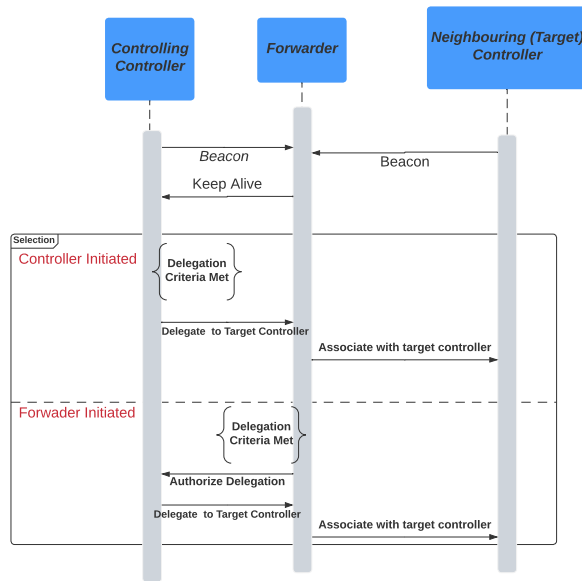 Controlling
Controller
Forwarder
Neighbouring (Target)
Controller
Beacon
Beacon
Keep Alive
Selection
Controller Initiated
Delegation
Criteria Met
Delegate to Target Controller
Associate with target controller
Forwader Initiated
Delegation
Criteria Met
Authorize Delegation
Delegate to Target Controller
Associate with target controller